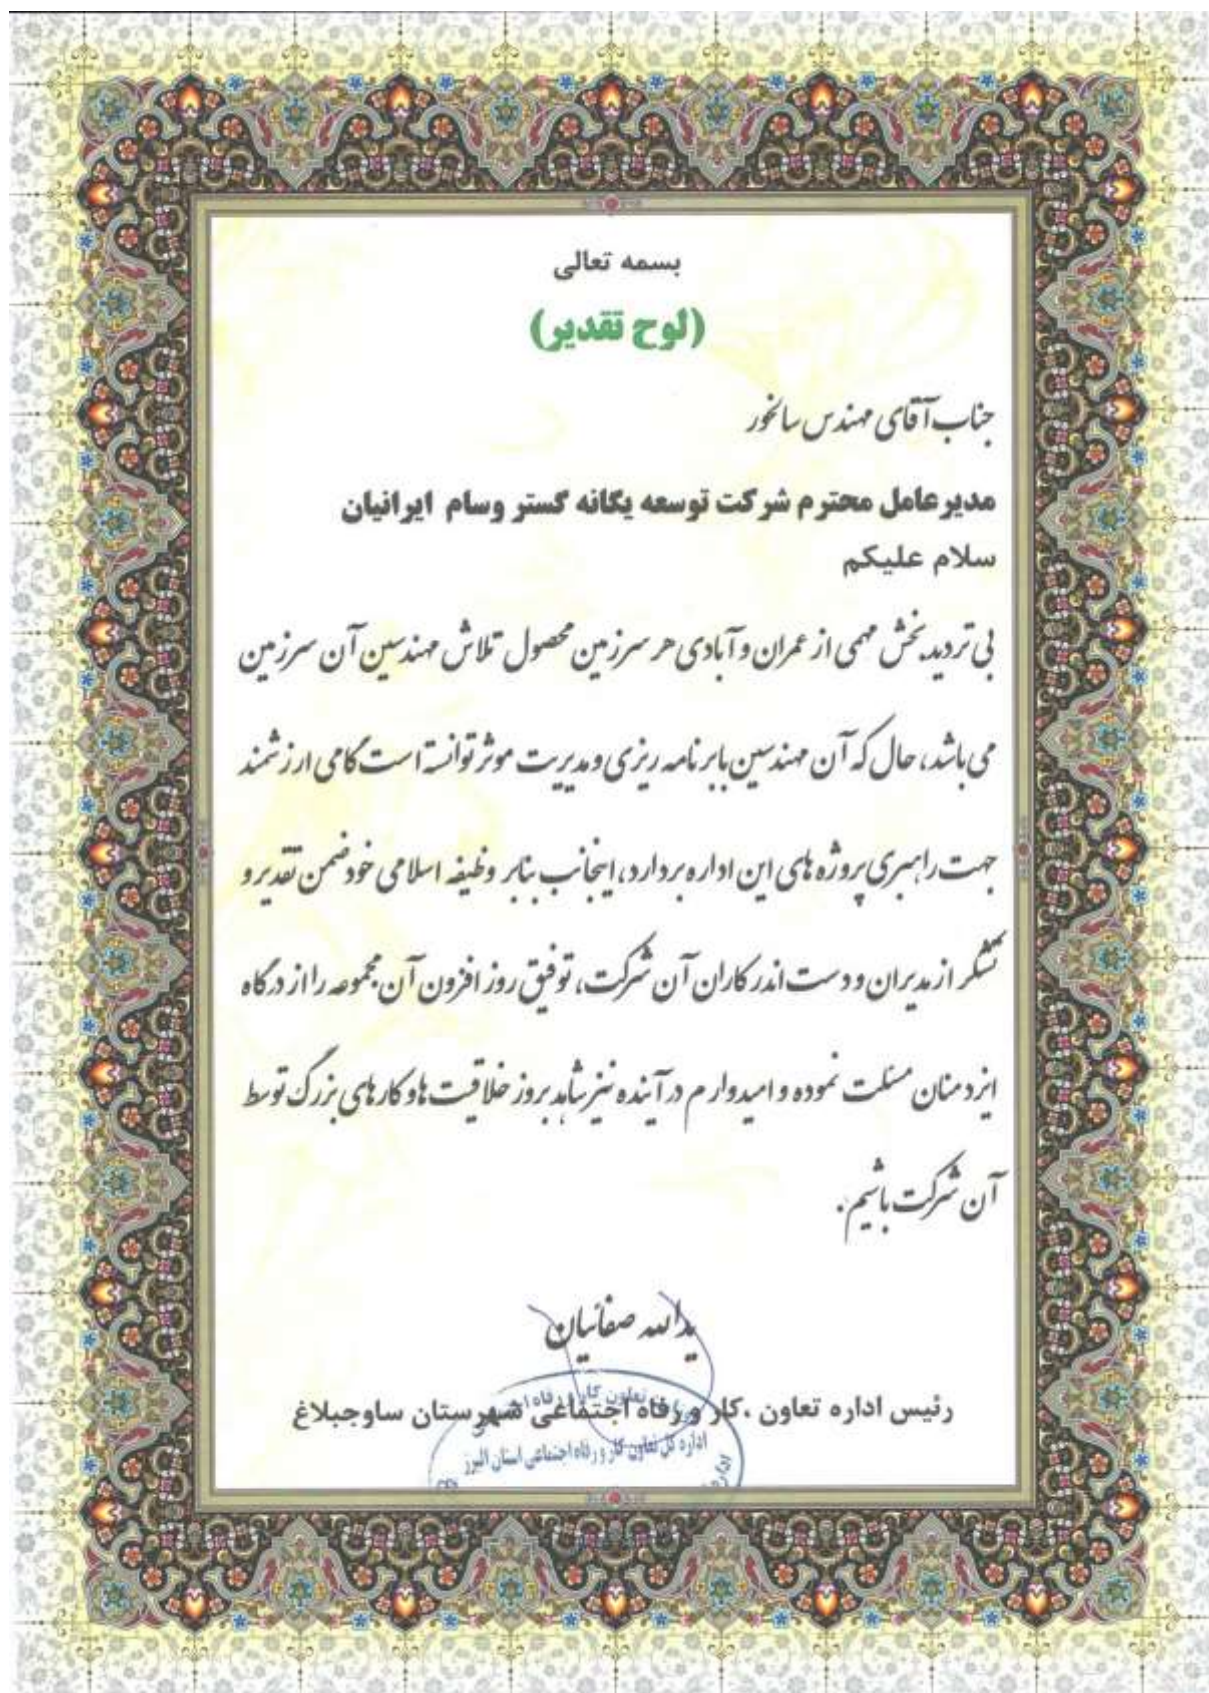 بسمه تعالی
(لوح تقدیر)
جناب آقای مهندس سالخور
مدیرعامل محترم شرکت توسعه یگانه گستر وسام ایرانیان
سلام علیکم
بی تردید بخش مهمی از عمران و آبادی هر سرزمین محصول تلاش مهندسین آن سرزمین
می باشد، حال که آن مهندسین با برنامه ریزی و مدیریت موثر توانسته است گامی ارزشمند
جهت راهبری پروژه های این اداره بردارد، اینجانب بنابر وظیفه اسلامی خود ضمن تقدیر و
تشکر از مدیران و دست اندرکاران آن شرکت، توفیق روز افزون آن مجموعه را از درگاه
ایزد منان مسئلت نموده و امیدوارم در آینده نیز شاهد بروز خلاقیت ها و کارهای بزرگ توسط
آن شرکت باشیم.
یدالله صفائیان
رئیس اداره تعاون ،کار و رفاه اجتماعی شهرستان ساوجبلاغ
تعاون کار و رفاه
اداره کل تعاون کار و رفاه اجتماعی استان البرز